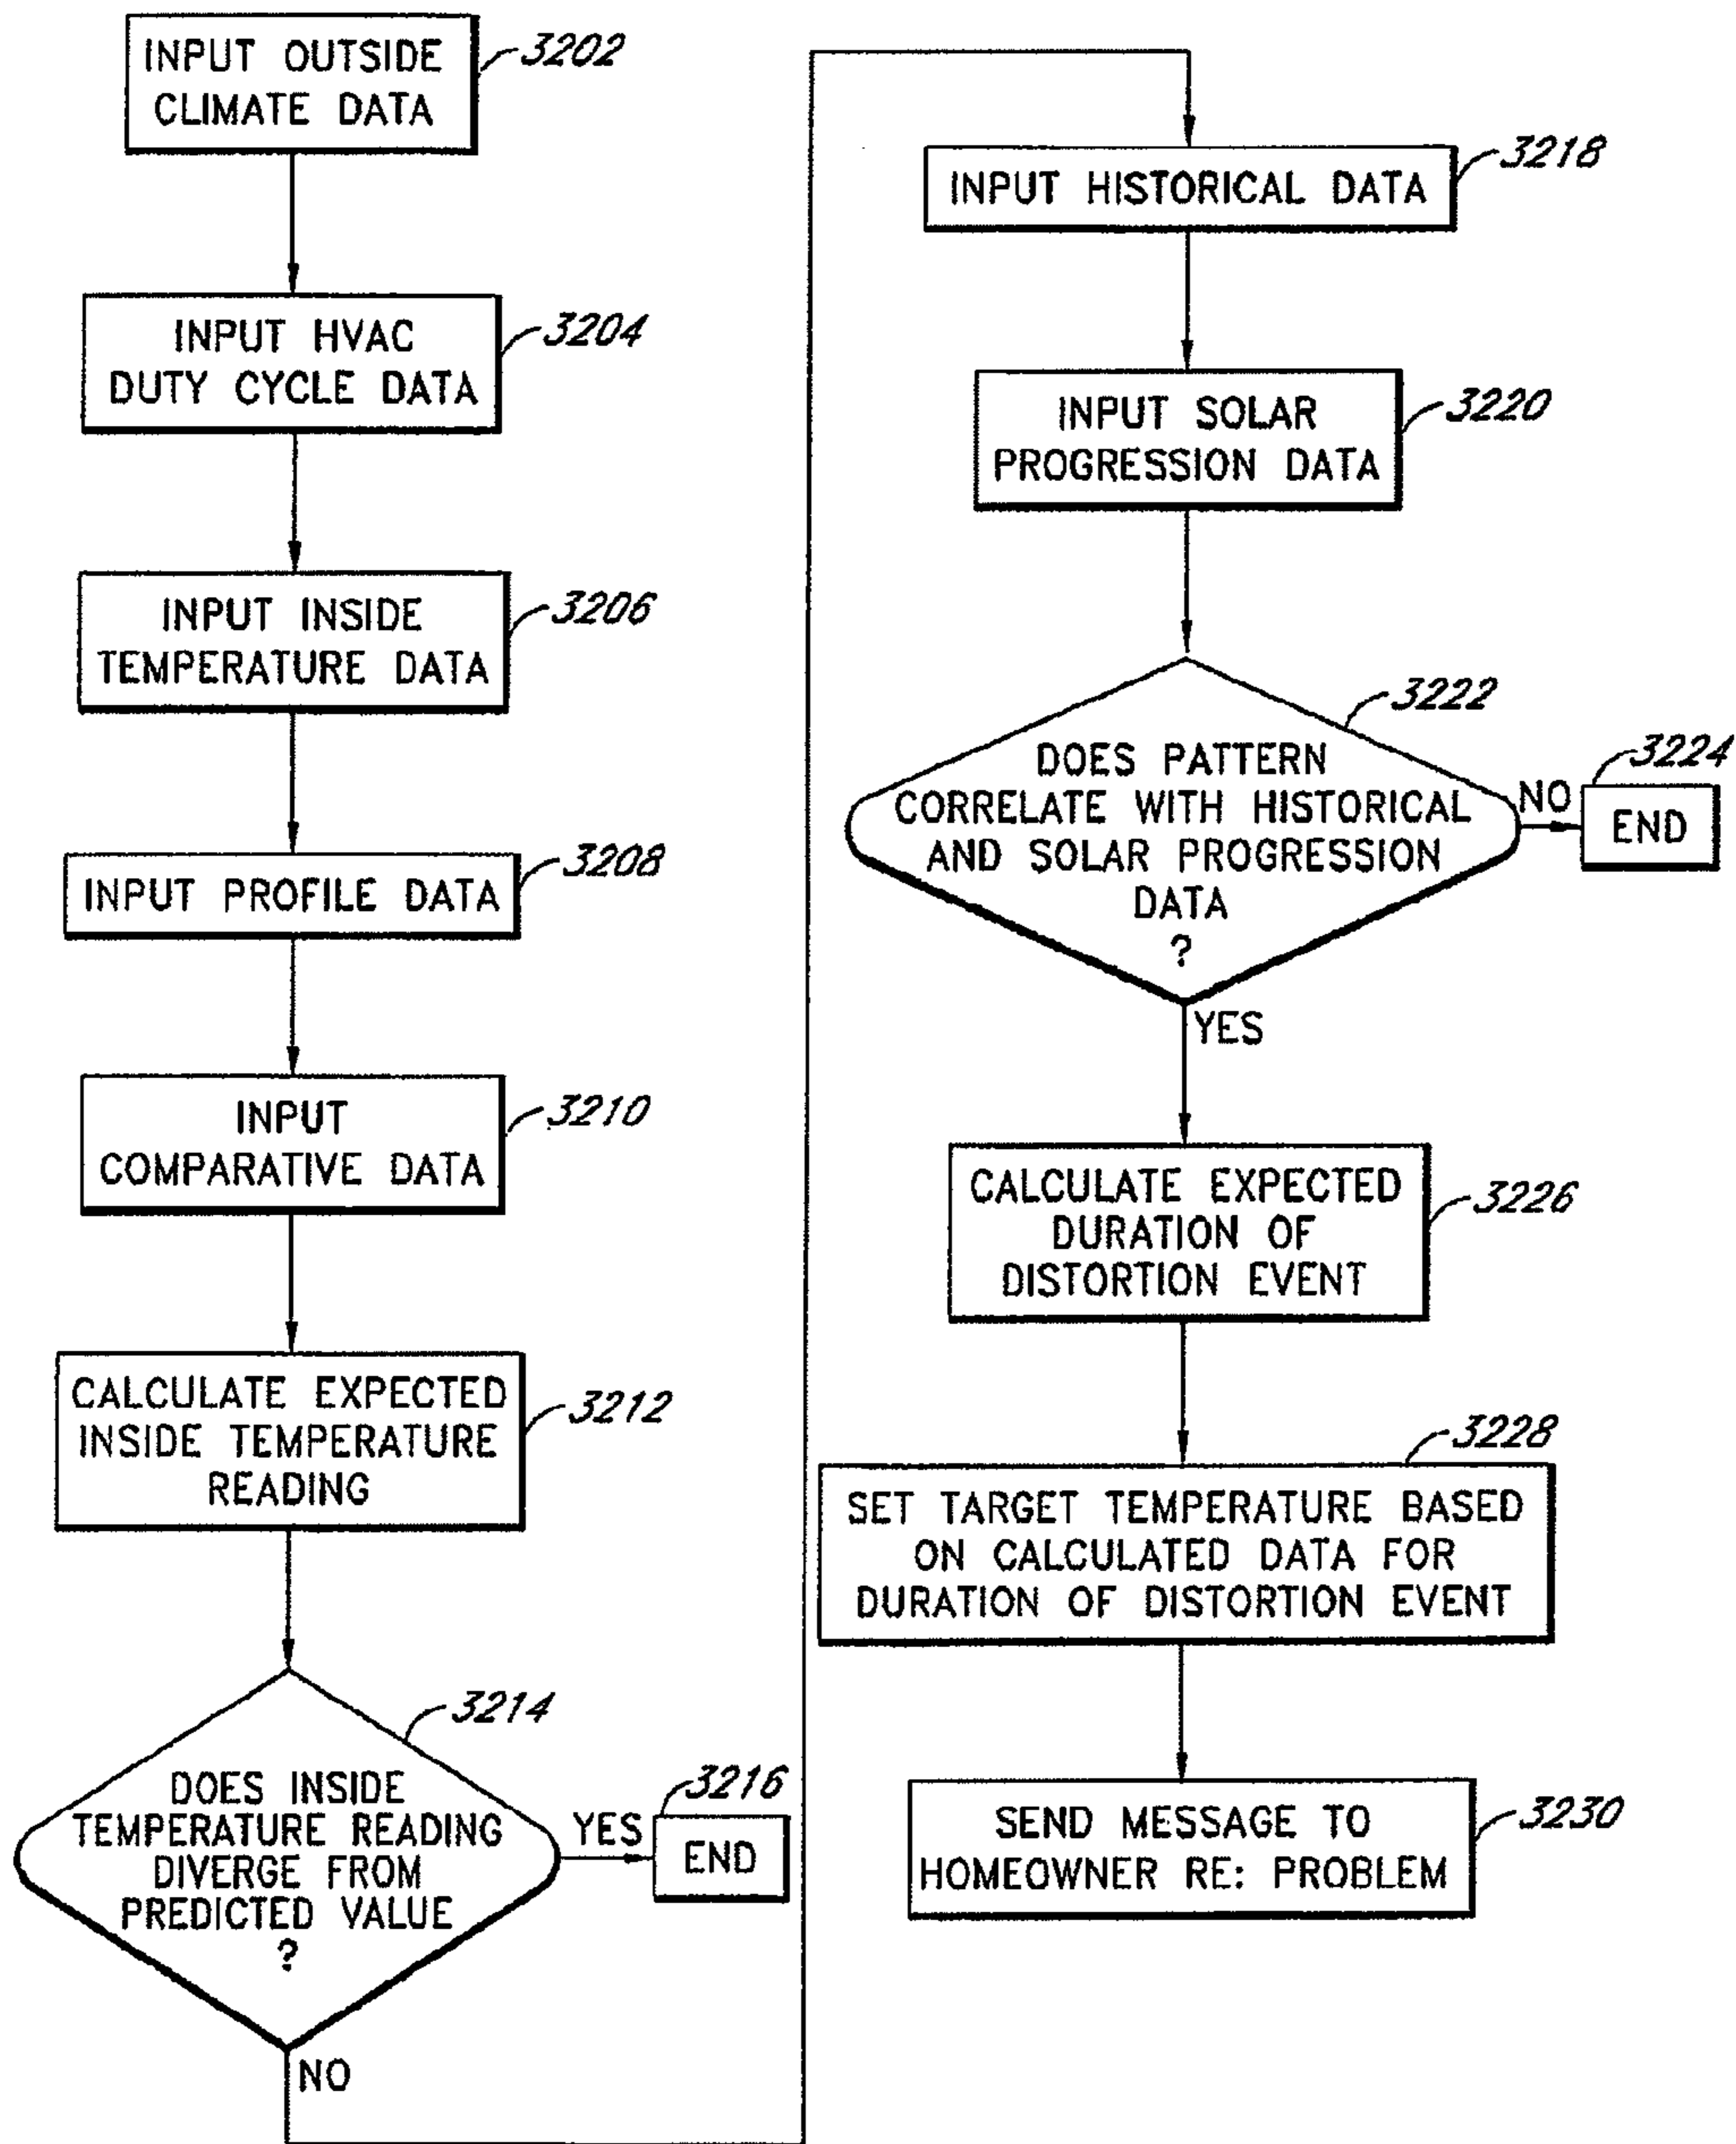 INPUT OUTSIDE
CLIMATE DATA
3202
INPUT HVAC
DUTY CYCLE DATA
3204
INPUT INSIDE
TEMPERATURE DATA
3206
INPUT PROFILE DATA
3208
INPUT
COMPARATIVE DATA
3210
CALCULATE EXPECTED
INSIDE TEMPERATURE
READING
3212
3214
DOES INSIDE
TEMPERATURE READING
DIVERGE FROM
PREDICTED VALUE
?
YES
3216
END
NO
INPUT HISTORICAL DATA
3218
INPUT SOLAR
PROGRESSION DATA
3220
3222
DOES PATTERN
CORRELATE WITH HISTORICAL
AND SOLAR PROGRESSION
DATA
?
NO
3224
END
YES
CALCULATE EXPECTED
DURATION OF
DISTORTION EVENT
3226
3228
SET TARGET TEMPERATURE BASED
ON CALCULATED DATA FOR
DURATION OF DISTORTION EVENT
SEND MESSAGE TO
HOMEOWNER RE: PROBLEM
3230